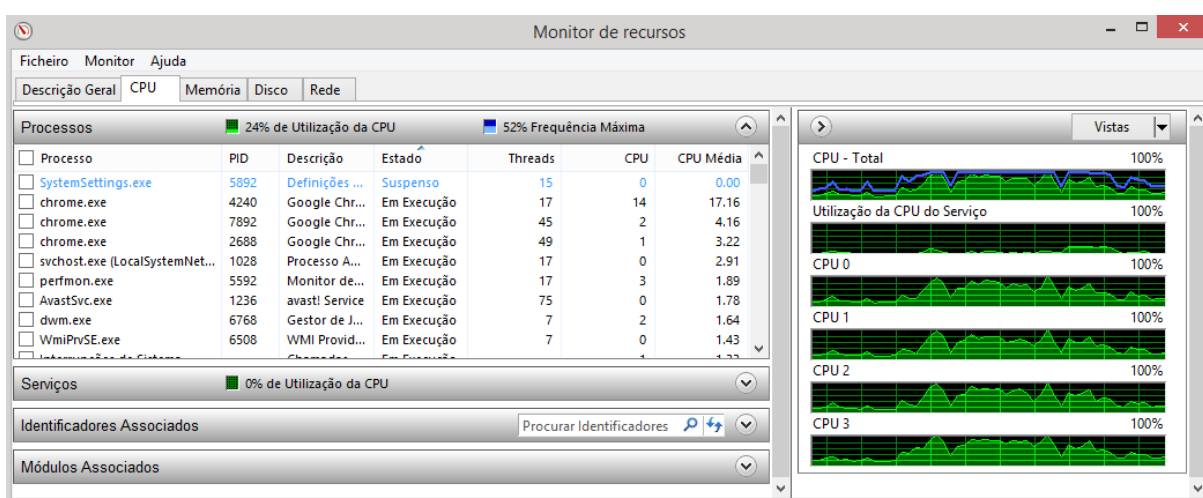 Monitor de recursos
Ficheiro Monitor Ajuda
Descrição Geral CPU Memória Disco Rede
Processos 24% de Utilização da CPU 52% Frequência Máxima
Processo PID Descrição Estado Threads CPU CPU Média
SystemSettings.exe 5892 Definições ... Suspenso 15 0 0.00
chrome.exe 4240 Google Chr... Em Execução 17 14 17.16
chrome.exe 7892 Google Chr... Em Execução 45 2 4.16
chrome.exe 2688 Google Chr... Em Execução 49 1 3.22
svchost.exe (LocalSystemNet... 1028 Processo A... Em Execução 17 0 2.91
perfmon.exe 5592 Monitor de... Em Execução 17 3 1.89
AvastSvc.exe 1236 avast! Service Em Execução 75 0 1.78
dwm.exe 6768 Gestor de J... Em Execução 7 2 1.64
WmiPrvSE.exe 6508 WMI Provid... Em Execução 7 0 1.43
Serviços 0% de Utilização da CPU
Identificadores Associados Procurar Identificadores
Módulos Associados
Vistas
CPU - Total 100%
Utilização da CPU do Serviço 100%
CPU 0 100%
CPU 1 100%
CPU 2 100%
CPU 3 100%